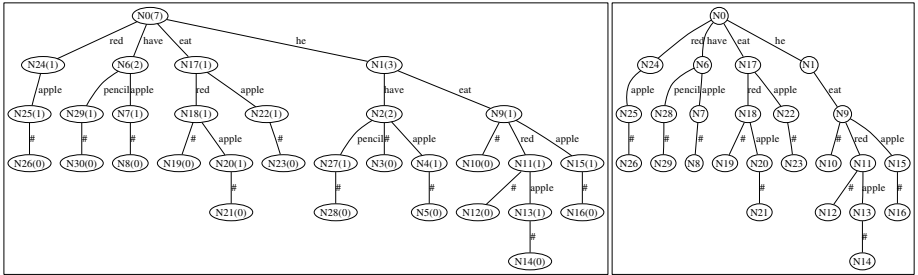 N0(7) N0
red have eat he red have eat he
N24(1) N6(2) N17(1) N1(3) N24 N6 N17 N1
apple pencil apple red apple have eat apple pencil apple red apple eat
N25(1) N29(1) N7(1) N18(1) N22(1) N2(2) N9(1) N25 N28 N7 N18 N22 N9
# # # # apple # pencil # apple # red apple # # # # apple # # red apple
N26(0) N30(0) N8(0) N19(0) N20(1) N23(0) N27(1) N3(0) N4(1) N10(0) N11(1) N15(1) N26 N29 N8 N19 N20 N23 N10 N11 N15
# # # # apple # # # apple #
N21(0) N28(0) N5(0) N12(0) N13(1) N16(0) N21 N12 N13 N16
# #
N14(0) N14